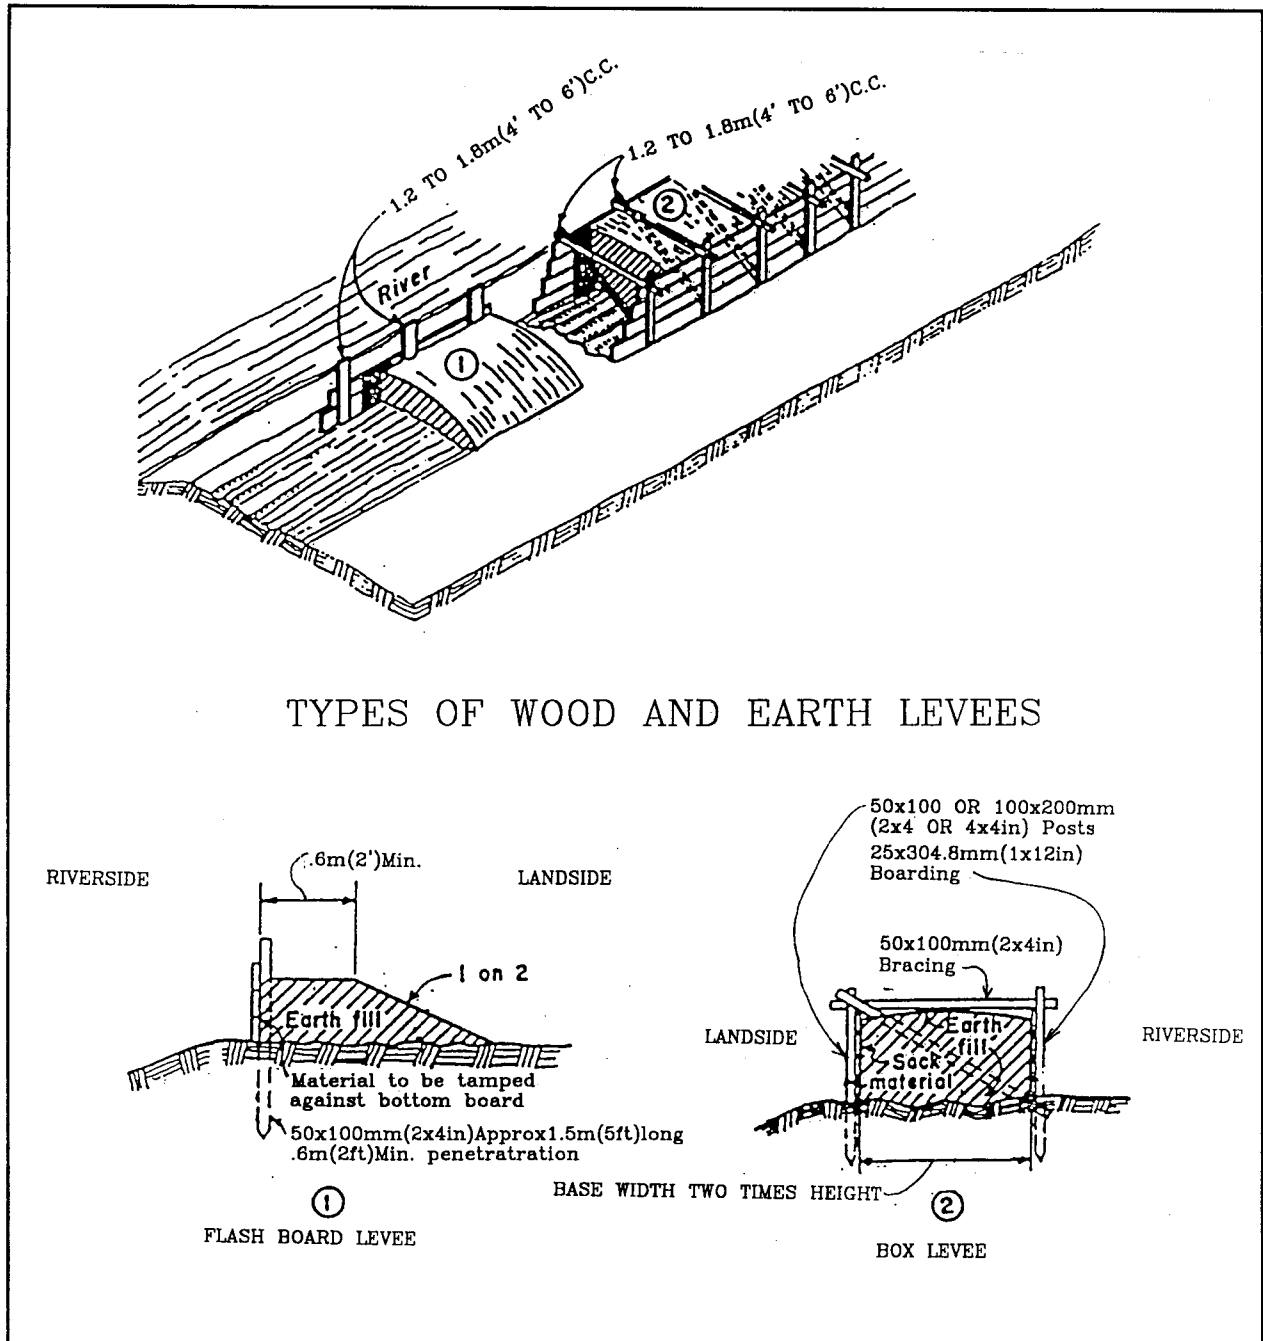 1.2 TO 1.8m(4' TO 6')C.C.
1.2 TO 1.8m(4' TO 6')C.C.
River
2
1
TYPES OF WOOD AND EARTH LEVEES
RIVERSIDE
.6m(2')Min.
LANDSIDE
1 on 2
Earth fill
Material to be tamped
against bottom board
50x100mm(2x4in)Approx1.5m(5ft)long
.6m(2ft)Min. penetratration
1
FLASH BOARD LEVEE
50x100 OR 100x200mm
(2x4 OR 4x4in) Posts
25x304.8mm(1x12in)
Boarding
50x100mm(2x4in)
Bracing
LANDSIDE
Earth
fill
Sack
material
RIVERSIDE
BASE WIDTH TWO TIMES HEIGHT
2
BOX LEVEE